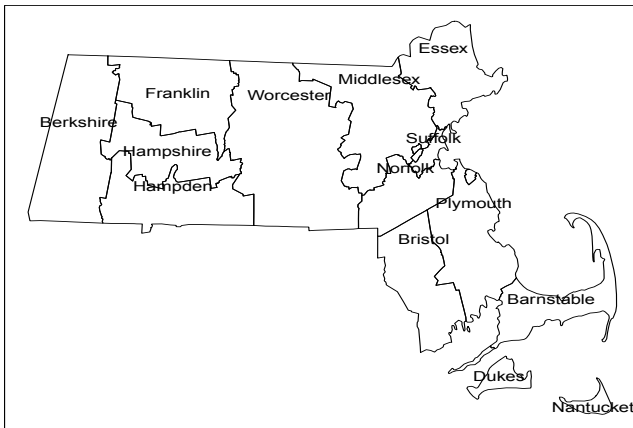 Essex
Middlesex
Franklin
Worcester
Berkshire
Suffolk
Hampshire
Norfolk
Hampden
Plymouth
Bristol
Barnstable
Dukes
Nantucket